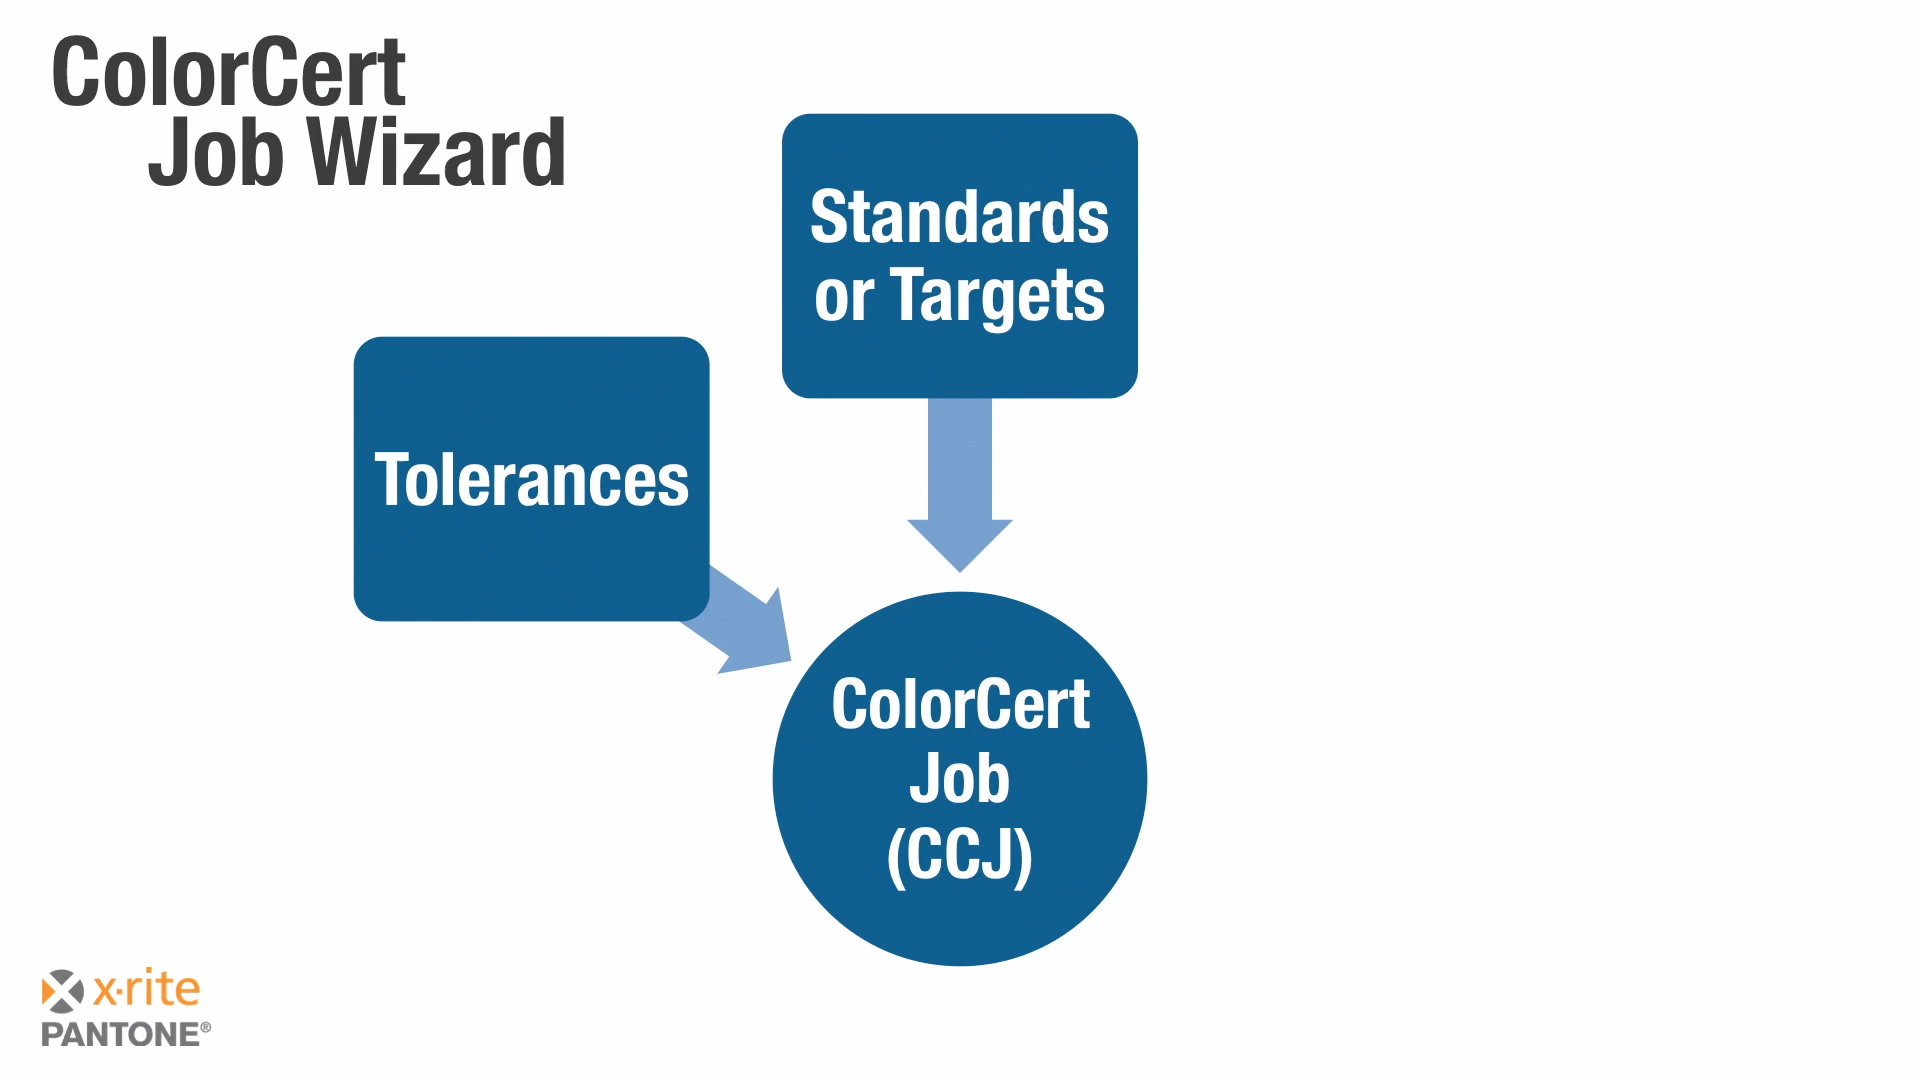 ColorCert
Job Wizard
Standards
or Targets
Tolerances
ColorCert
Job
(CCJ)
x·rite
PANTONE®